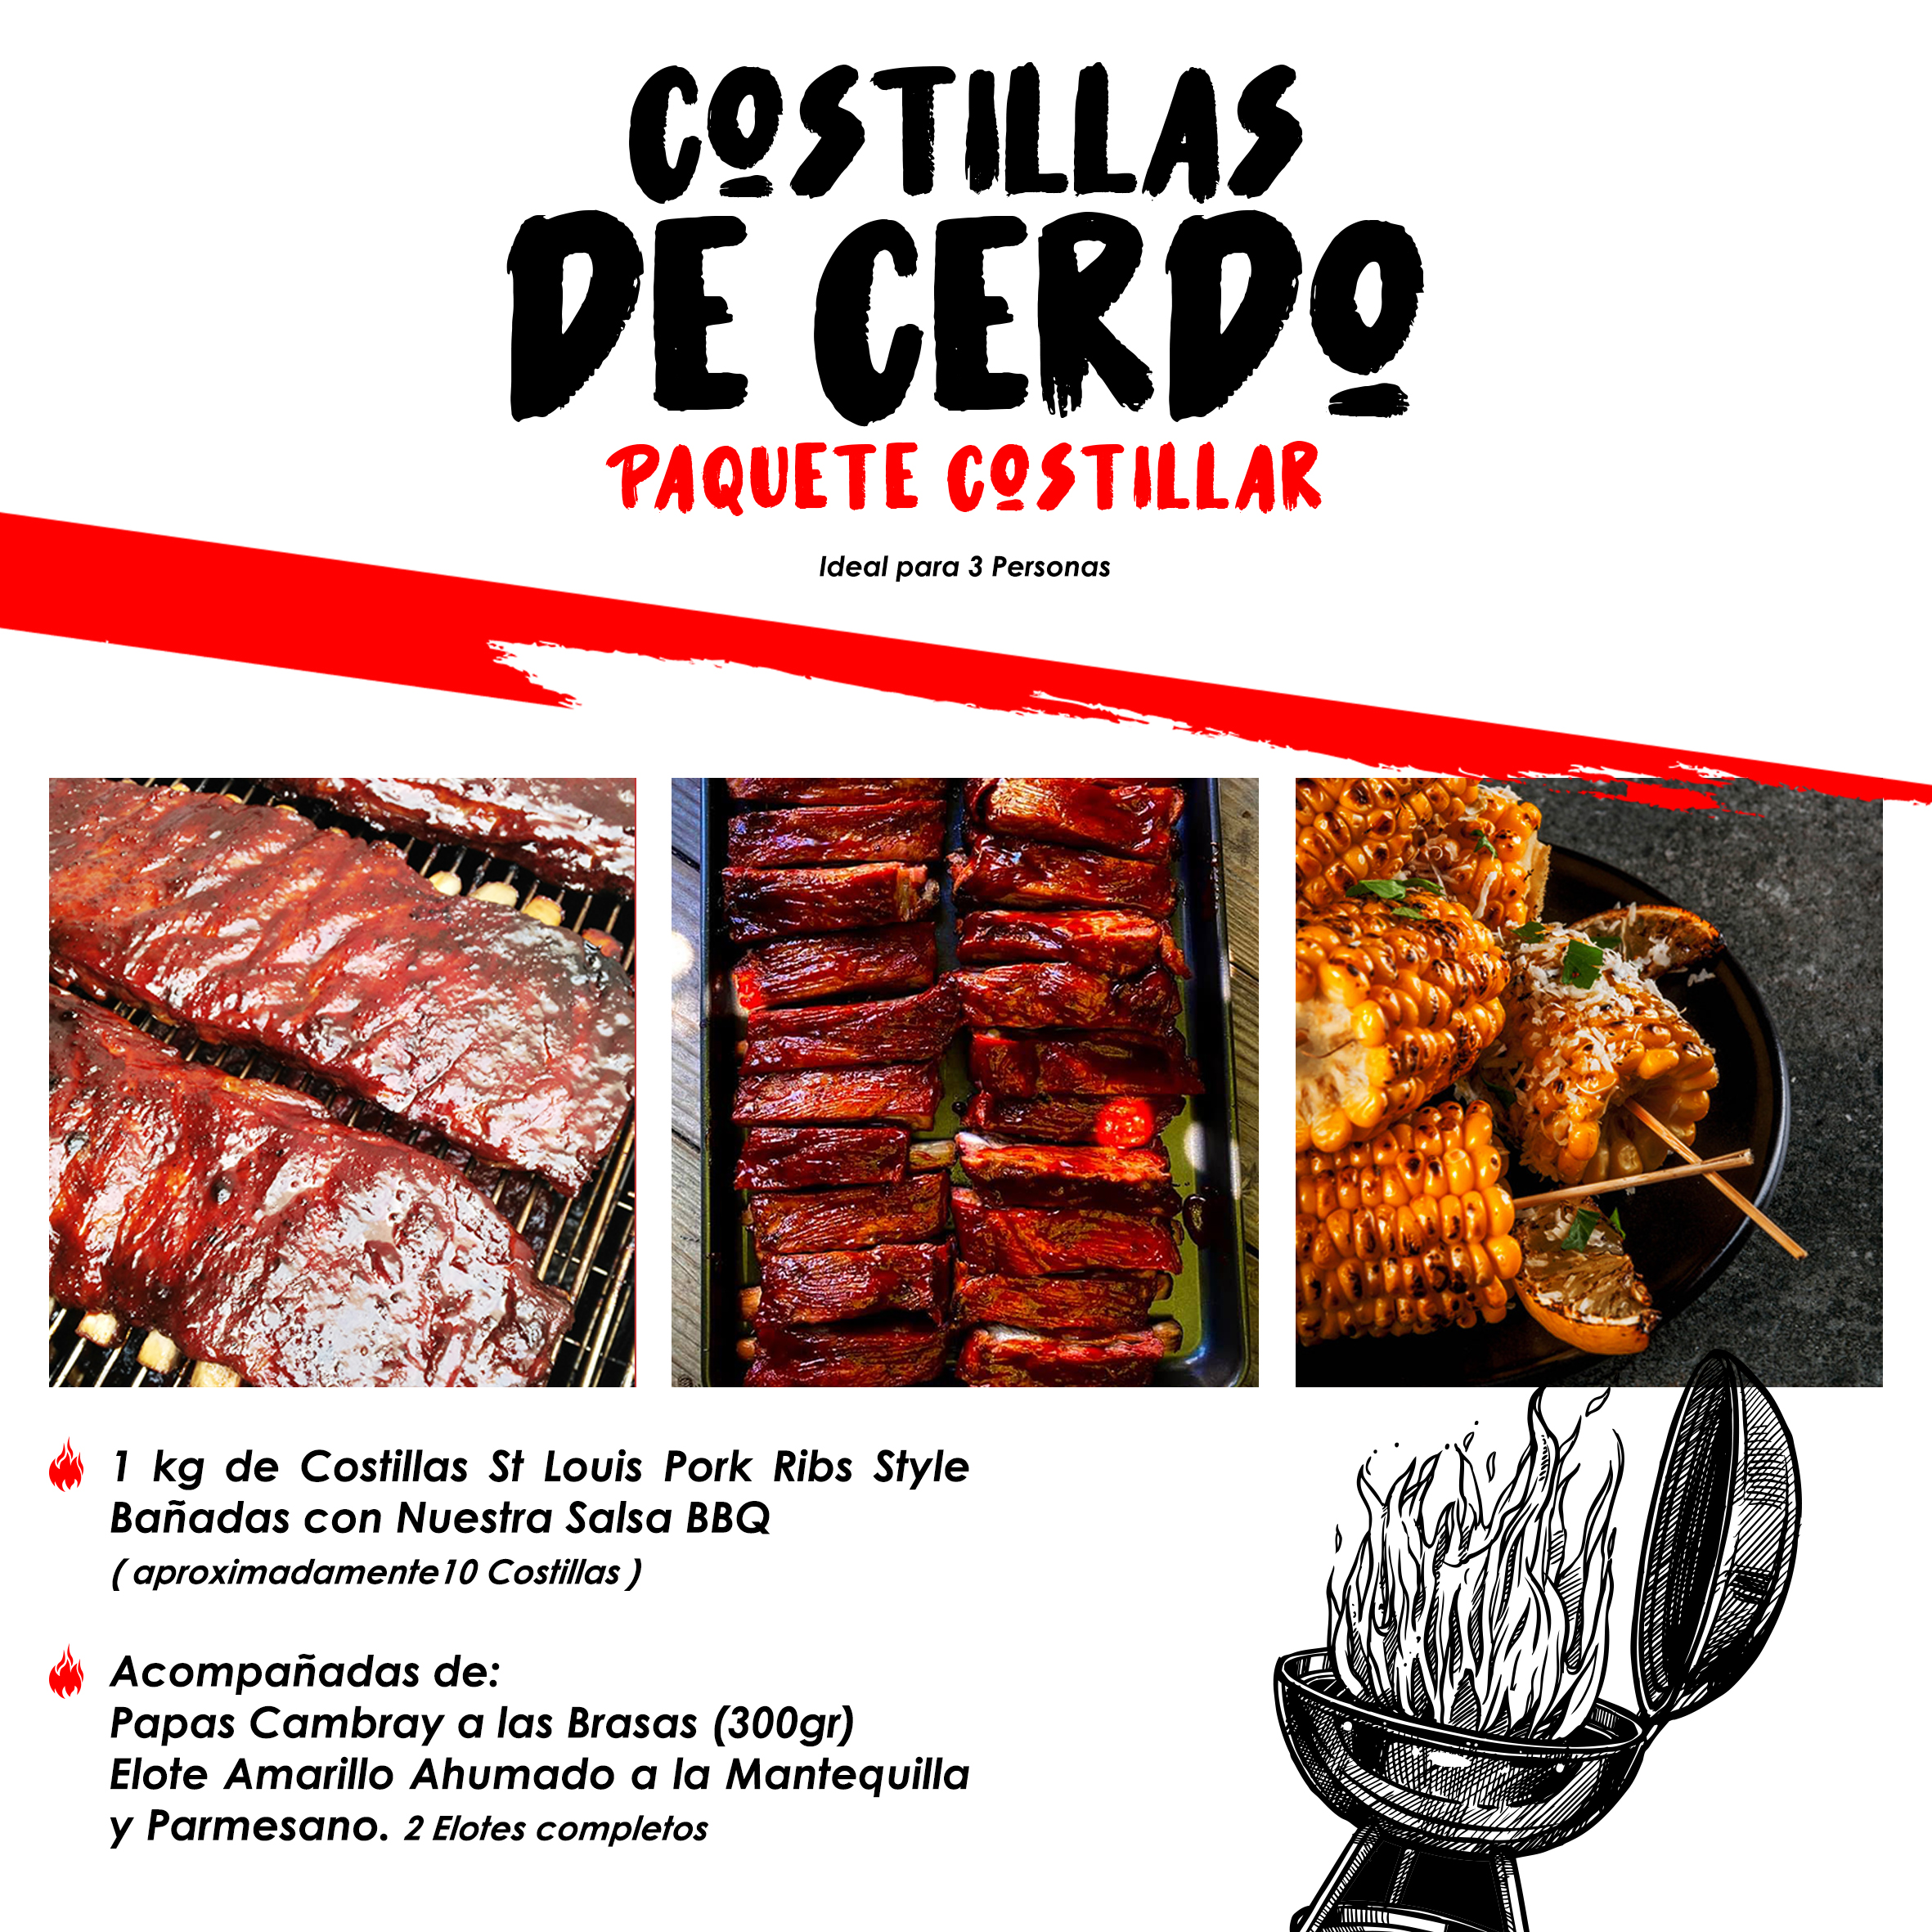 COSTILLAS
DE CERDO
PAQUETE COSTILLAR
Ideal para 3 Personas
1 kg de Costillas St Louis Pork Ribs Style
Bañadas con Nuestra Salsa BBQ
( aproximadamente10 Costillas )
Acompañadas de:
Papas Cambray a las Brasas (300gr)
Elote Amarillo Ahumado a la Mantequilla
y Parmesano. 2 Elotes completos